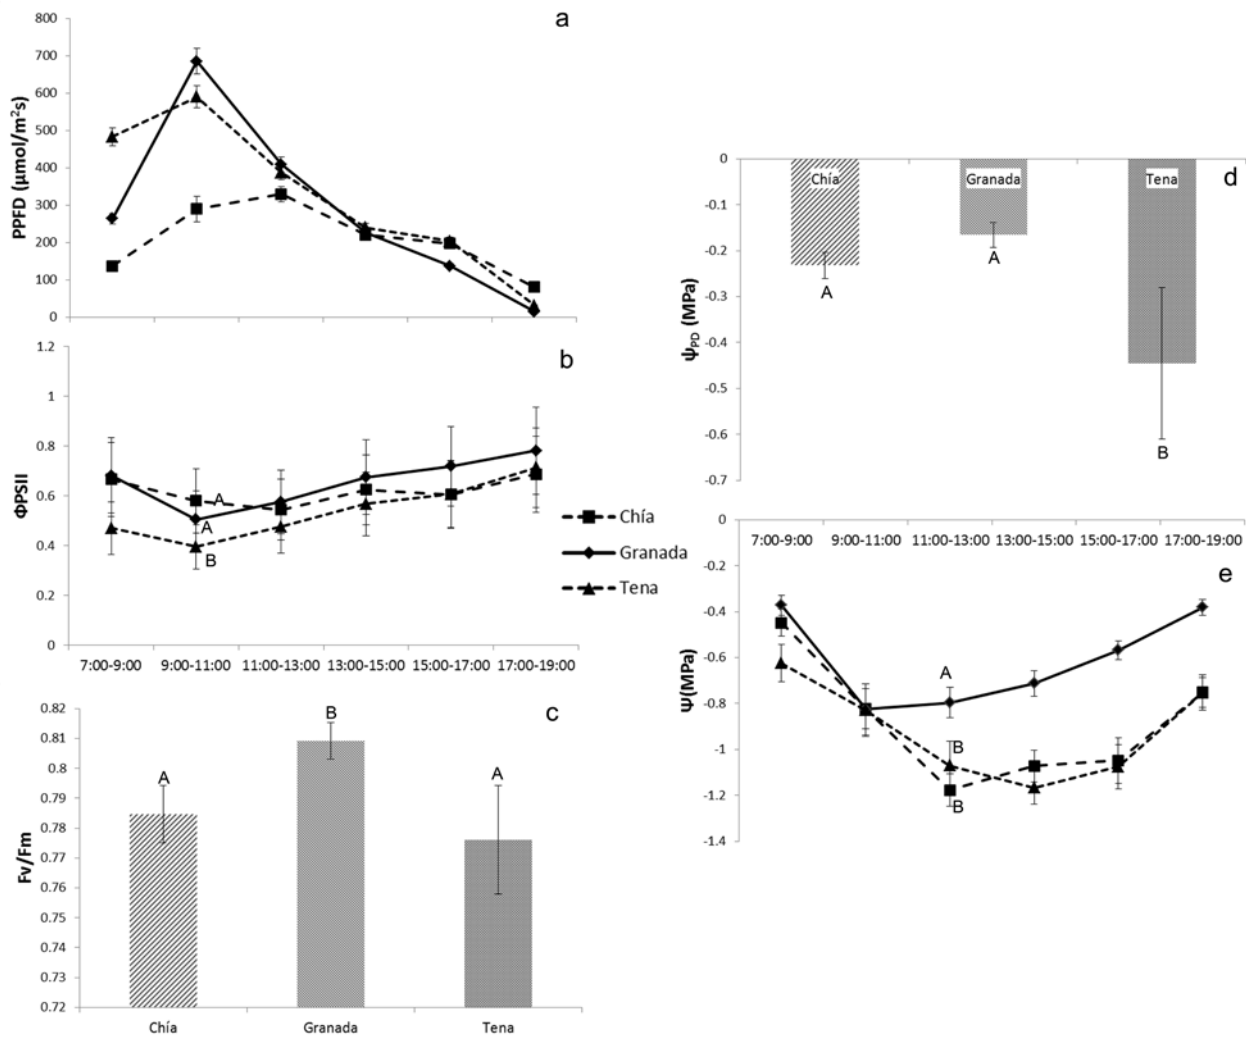 a
800
700
600
500
400
300
200
100
0
PPFD (μmol/m²s)
b
1.2
1
0.8
0.6
0.4
0.2
0
ΦPSII
A
A
B
7:00-9:00 9:00-11:00 11:00-13:00 13:00-15:00 15:00-17:00 17:00-19:00
Chía
Granada
Tena
c
0.82
0.81
0.8
0.79
0.78
0.77
0.76
0.75
0.74
0.73
0.72
Fv/Fm
A
B
A
Chía Granada Tena
d
0
-0.1
-0.2
-0.3
-0.4
-0.5
-0.6
-0.7
ΨPD (MPa)
Chía Granada Tena
A
A
B
e
0
-0.2
-0.4
-0.6
-0.8
-1
-1.2
-1.4
Ψ(MPa)
7:00-9:00 9:00-11:00 11:00-13:00 13:00-15:00 15:00-17:00 17:00-19:00
A
B
B